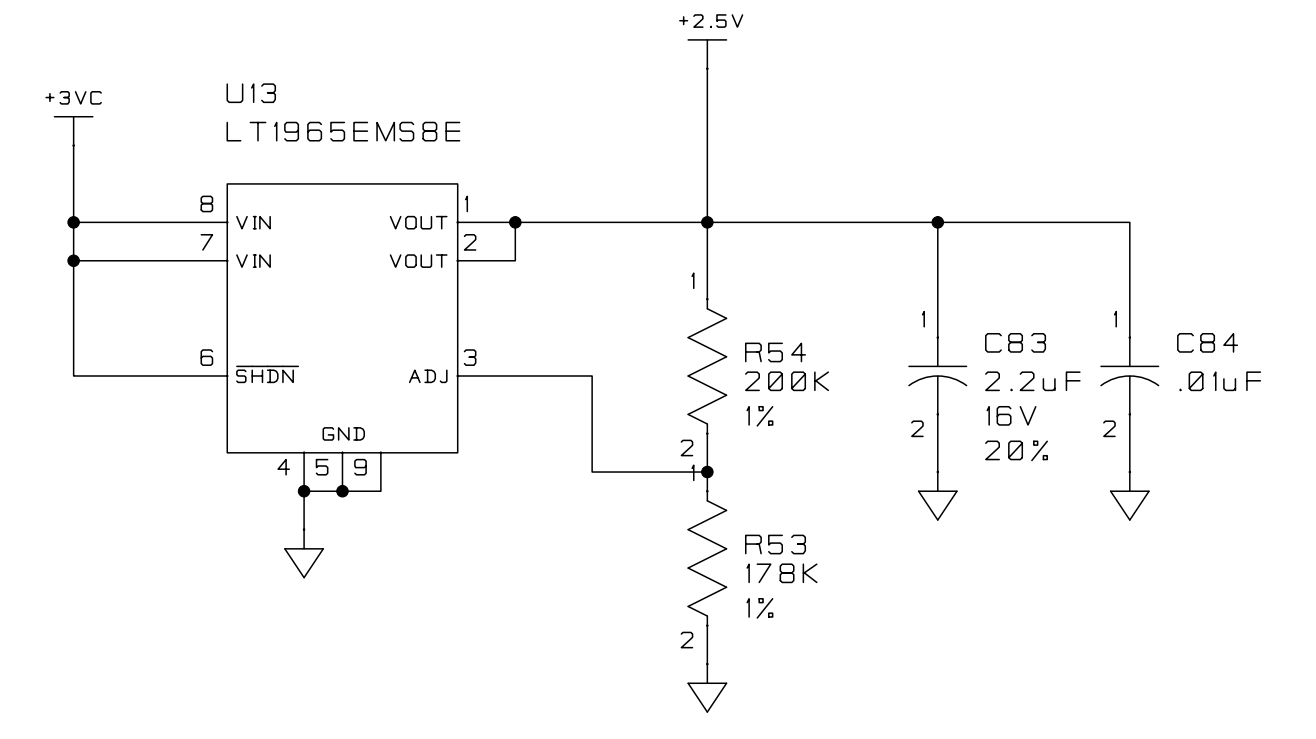 +2.5V
+3VC
U13
LT1965EMS8E
8
VIN
VOUT
1
7
VIN
VOUT
2
1
6
SHDN
ADJ
3
R54
200K
1%
1
C83
2.2uF
16V
20%
1
C84
.01uF
GND
4
5
9
2
1
2
2
R53
178K
1%
2